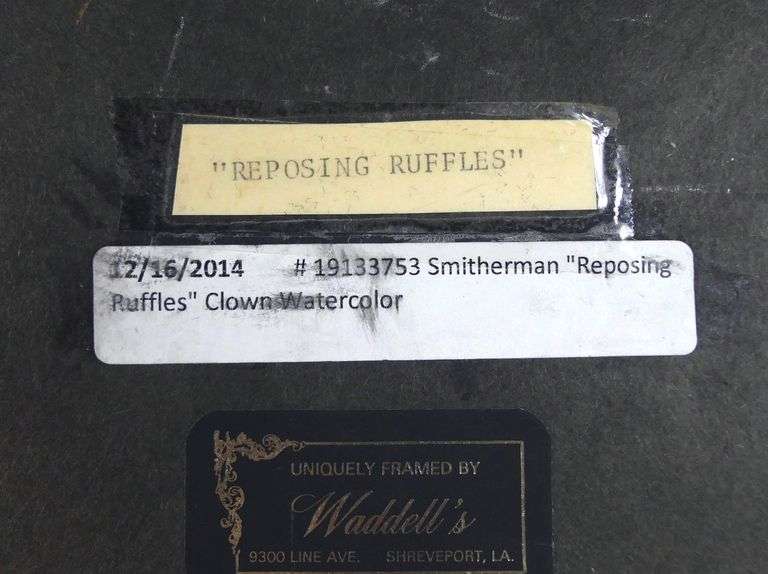 "REPOSING RUFFLES"
12/16/2014 # 19133753 Smitherman "Reposing
Ruffles" Clown Watercolor
UNIQUELY FRAMED BY
Waddell's
9300 LINE AVE. SHREVEPORT, LA.